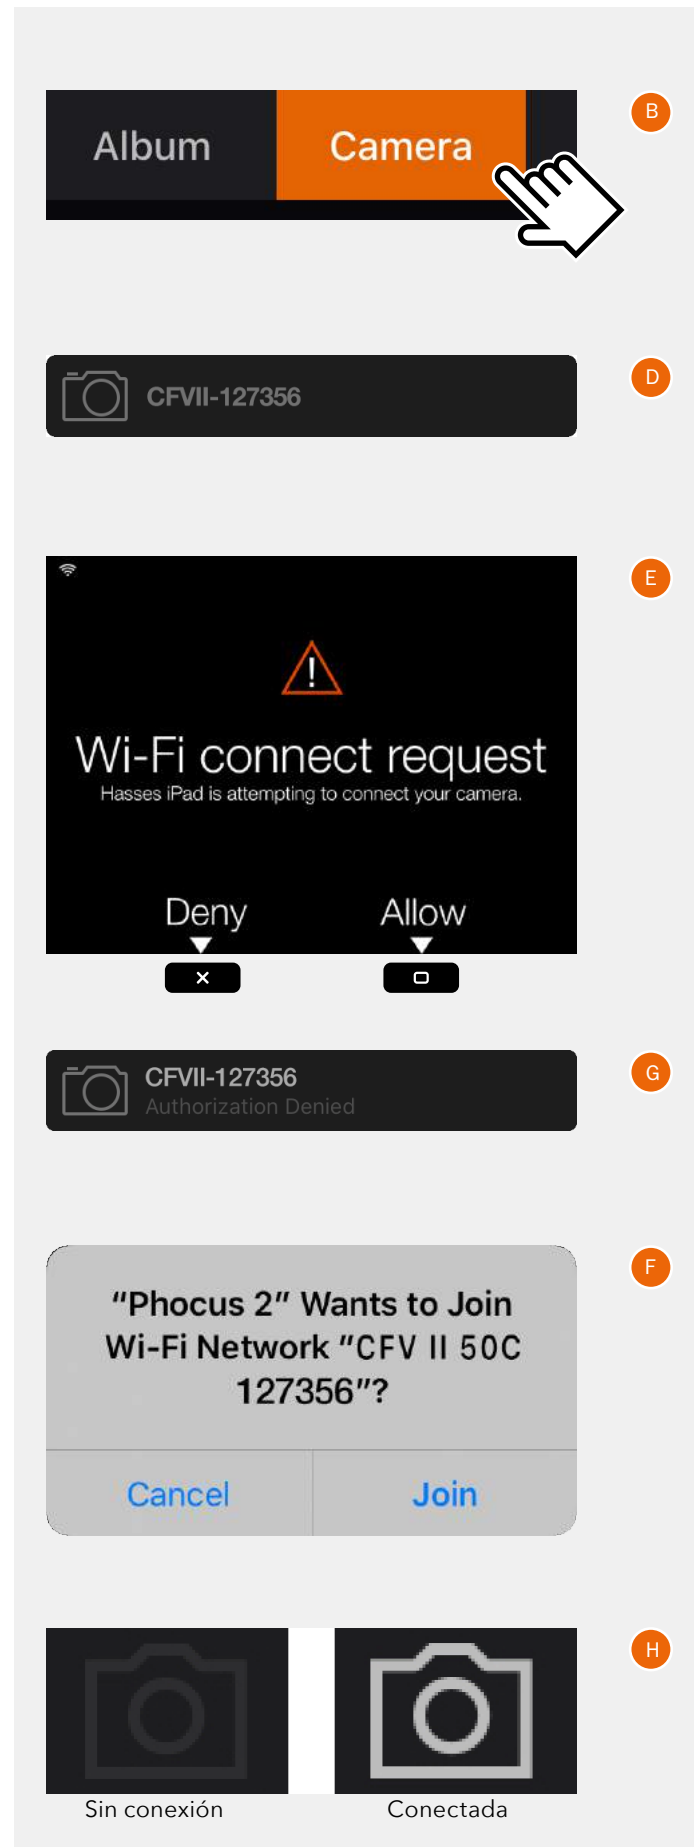 Album Camera B
CFVII-127356 D
E
Wi-Fi connect request
Hasses iPad is attempting to connect your camera.
Deny Allow
CFVII-127356 G
Authorization Denied
F
“Phocus 2” Wants to Join
Wi-Fi Network “CFV II 50C
127356”?
Cancel Join
H
Sin conexión Conectada